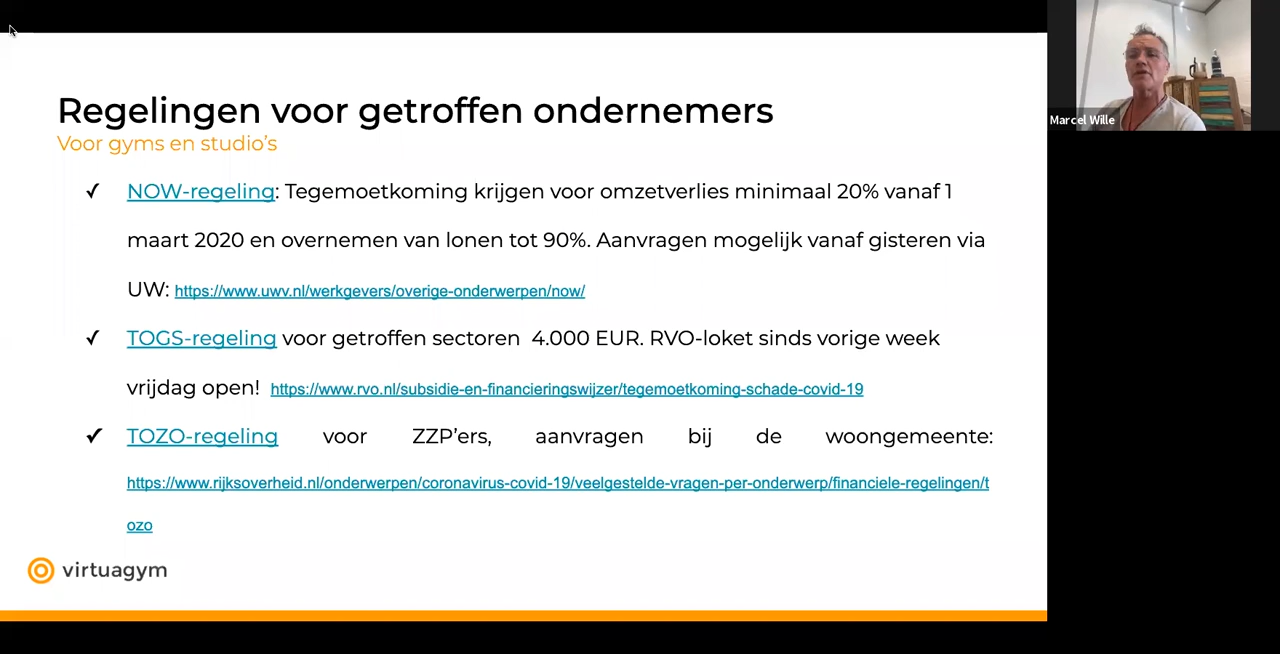 Regelingen voor getroffen ondernemers
Voor gyms en studio's
✓ NOW-regeling: Tegemoetkoming krijgen voor omzetverlies minimaal 20% vanaf 1
maart 2020 en overnemen van lonen tot 90%. Aanvragen mogelijk vanaf gisteren via
UW: https://www.uwv.nl/werkgevers/overige-onderwerpen/now/
✓ TOGS-regeling voor getroffen sectoren 4.000 EUR. RVO-loket sinds vorige week
vrijdag open! https://www.rvo.nl/subsidie-en-financieringswijzer/tegemoetkoming-schade-covid-19
✓ TOZO-regeling voor ZZP'ers, aanvragen bij de woongemeente:
https://www.rijksoverheid.nl/onderwerpen/coronavirus-covid-19/veelgestelde-vragen-per-onderwerp/financiele-regelingen/t
ozo
virtuagym
Marcel Wille